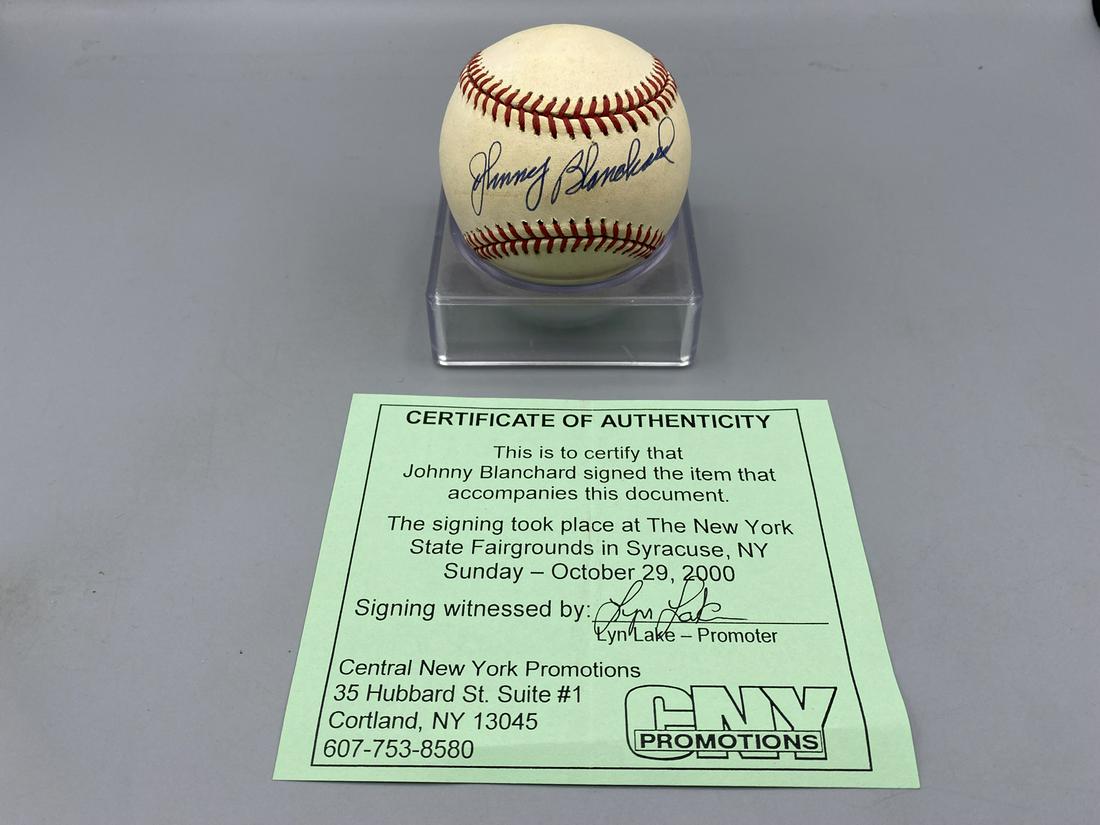 Johnny Blanchard
CERTIFICATE OF AUTHENTICITY
This is to certify that
Johnny Blanchard signed the item that
accompanies this document.
The signing took place at The New York
State Fairgrounds in Syracuse, NY
Sunday – October 29, 2000
Signing witnessed by: Lyn Lake
Lyn Lake – Promoter
Central New York Promotions
35 Hubbard St. Suite #1
Cortland, NY 13045
607-753-8580
CNY
PROMOTIONS